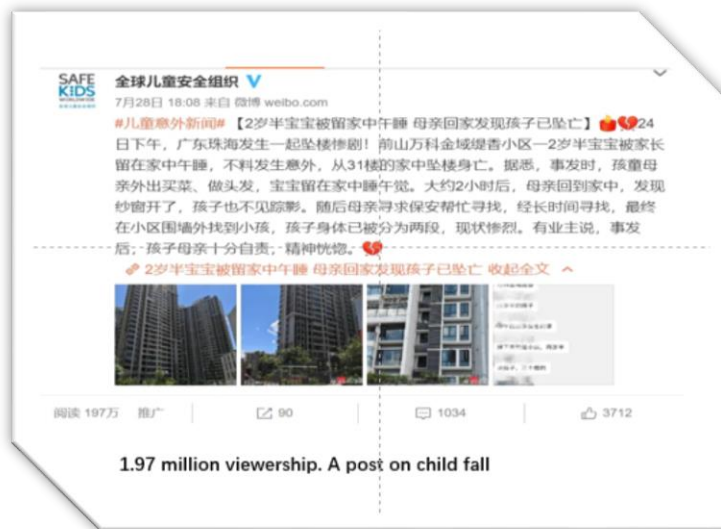 SAFE
KIDS
WORLDWIDE
全球儿童安全组织
7月28日 18:08 来自 微博 weibo.com
#儿童意外新闻# 【2岁半宝宝被留家中午睡 母亲回家发现孩子已坠亡】 24
日下午，广东珠海发生一起坠楼惨剧！前山万科金域缇香小区一2岁半宝宝被家长
留在家中午睡，不料发生意外，从31楼的家中坠楼身亡。据悉，事发时，孩童母
亲外出买菜、做头发，宝宝留在家中睡午觉。大约2小时后，母亲回到家中，发现
纱窗开了，孩子也不见踪影。随后母亲寻求保安帮忙寻找，经长时间寻找，最终
在小区围墙外找到小孩，孩子身体已被分为两段，现状惨烈。有业主说，事发
后，孩子母亲十分自责，精神恍惚。
2岁半宝宝被留家中午睡 母亲回家发现孩子已坠亡 收起全文
阅读 197万 推广 90 1034 3712
1.97 million viewership. A post on child fall